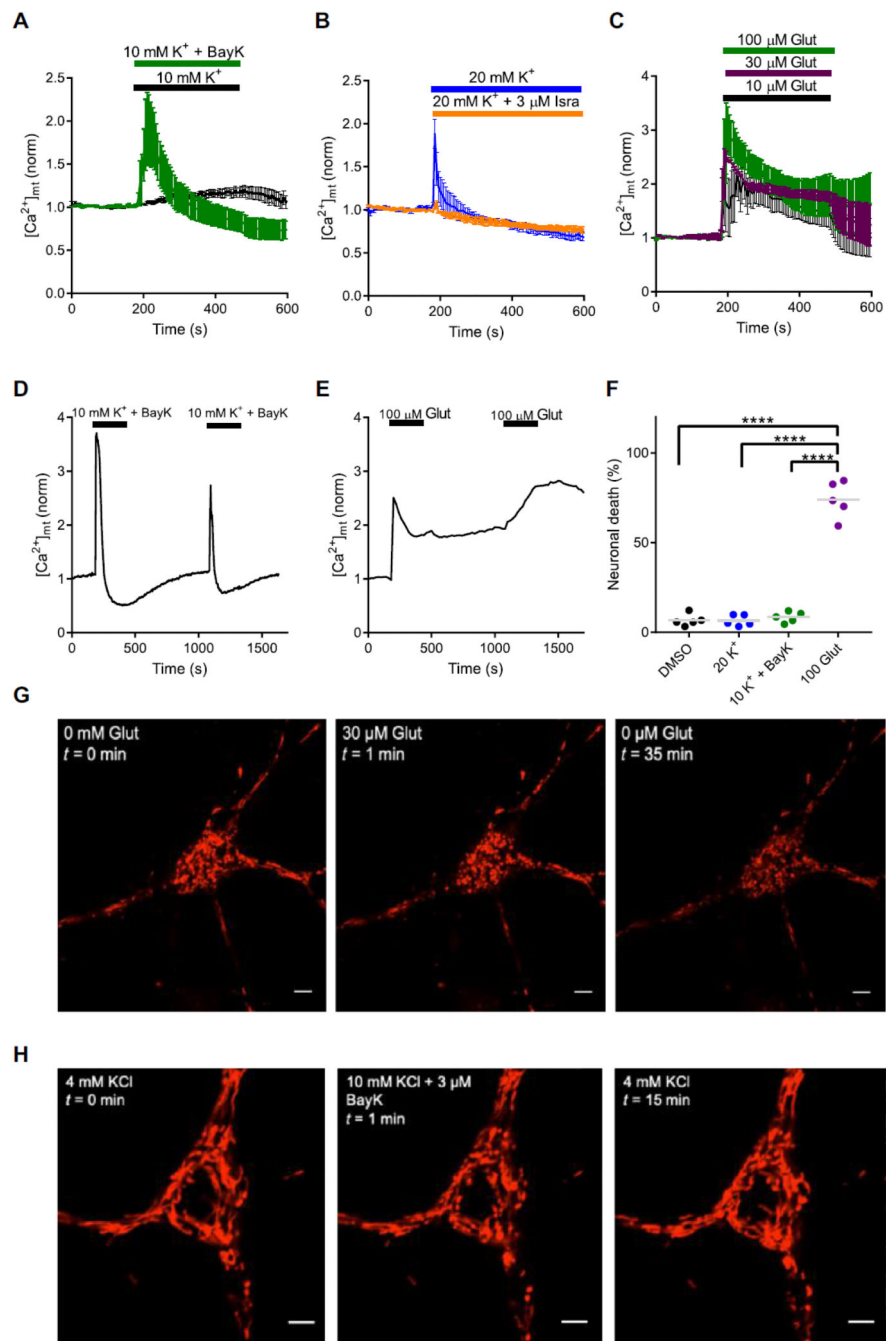 A
10 mM K⁺ + BayK
10 mM K⁺
[Ca²⁺]mt (norm)
2.5
2.0
1.5
1.0
0.5
0.0
0
200
400
600
Time (s)
B
20 mM K⁺
20 mM K⁺ + 3 μM Isra
[Ca²⁺]mt (norm)
2.5
2.0
1.5
1.0
0.5
0.0
0
200
400
600
Time (s)
C
100 μM Glut
30 μM Glut
10 μM Glut
[Ca²⁺]mt (norm)
4
3
2
1
0
0
200
400
600
Time (s)
D
10 mM K⁺ + BayK
10 mM K⁺ + BayK
[Ca²⁺]mt (norm)
4
3
2
1
0
0
500
1000
1500
Time (s)
E
100 μM Glut
100 μM Glut
[Ca²⁺]mt (norm)
4
3
2
1
0
0
500
1000
1500
Time (s)
F
****
****
****
Neuronal death (%)
100
50
0
DMSO
20 K⁺
10 K⁺ + BayK
100 Glut
G
0 mM Glut
t = 0 min
30 μM Glut
t = 1 min
0 μM Glut
t = 35 min
H
4 mM KCl
t = 0 min
10 mM KCl + 3 μM
BayK
t = 1 min
4 mM KCl
t = 15 min